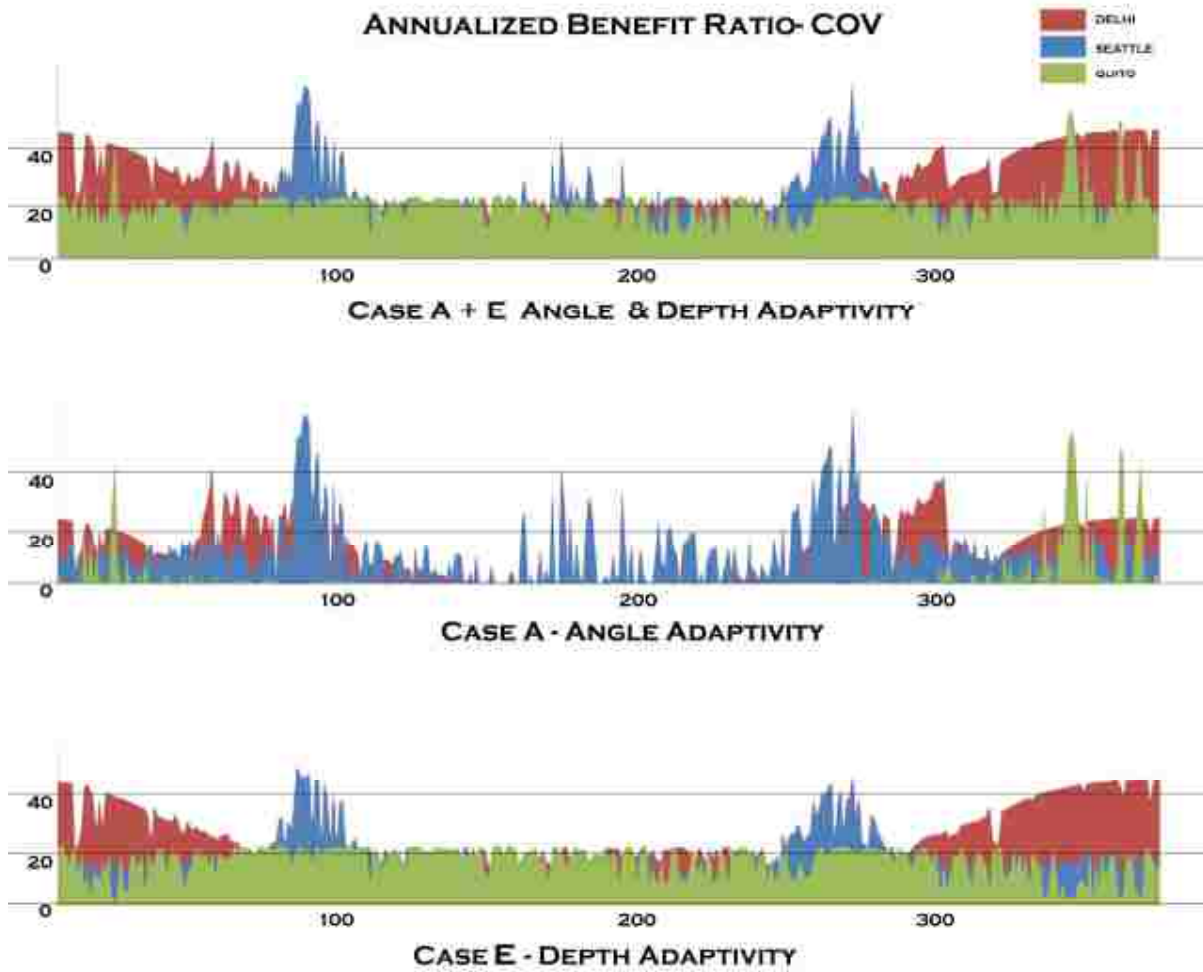 ANNUALIZED BENEFIT RATIO- COV
DELHI
SEATTLE
QUITO
40
20
0
100
200
300
CASE A + E ANGLE & DEPTH ADAPTIVITY
40
20
0
100
200
300
CASE A - ANGLE ADAPTIVITY
40
20
0
100
200
300
CASE E - DEPTH ADAPTIVITY